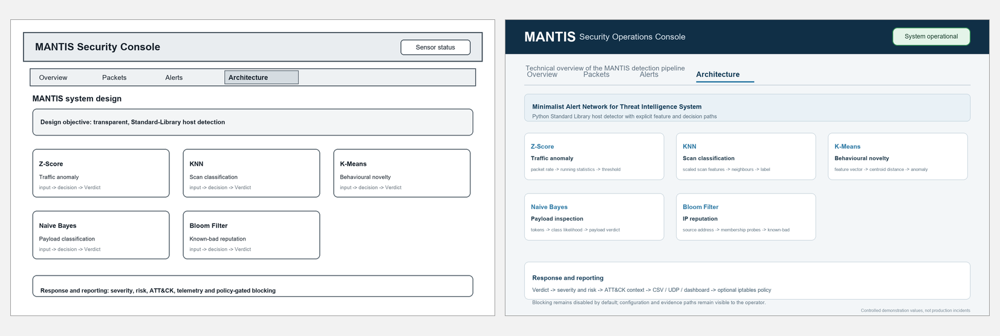 MANTIS Security Console
Sensor status
Overview Packets Alerts Architecture
MANTIS system design
Design objective: transparent, Standard-Library host detection
Z-Score
Traffic anomaly
input -> decision -> Verdict
KNN
Scan classification
input -> decision -> Verdict
K-Means
Behavioural novelty
input -> decision -> Verdict
Naive Bayes
Payload classification
input -> decision -> Verdict
Bloom Filter
Known-bad reputation
input -> decision -> Verdict
Response and reporting: severity, risk, ATT&CK, telemetry and policy-gated blocking
MANTIS Security Operations Console
System operational
Technical overview of the MANTIS detection pipeline
Overview Packets Alerts Architecture
Minimalist Alert Network for Threat Intelligence System
Python Standard Library host detector with explicit feature and decision paths
Z-Score
Traffic anomaly
packet rate -> running statistics -> threshold
KNN
Scan classification
scaled scan features -> neighbours -> label
K-Means
Behavioural novelty
feature vector -> centroid distance -> anomaly
Naive Bayes
Payload inspection
tokens -> class likelihood -> payload verdict
Bloom Filter
IP reputation
source address -> membership probes -> known-bad
Response and reporting
Verdict -> severity and risk -> ATT&CK context -> CSV / UDP / dashboard -> optional iptables policy
Blocking remains disabled by default; configuration and evidence paths remain visible to the operator.
Controlled demonstration values, not production incidents